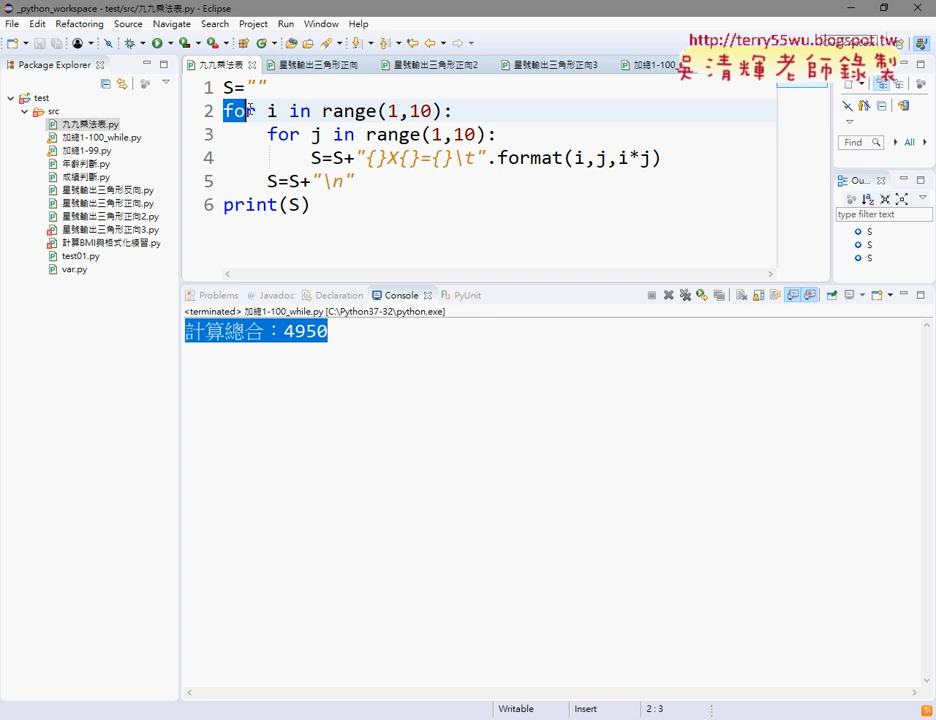 _python_workspace - test/src/九九乘法表.py - Eclipse
File Edit Refactoring Source Navigate Search Project Run Window Help
http://terry55wu.blogspot.tw
吳清輝老師錄製
Package Explorer
九九乘法表
星號輸出三角形正向
星號輸出三角形正向2
星號輸出三角形正向3
加總1-100_
test
src
九九乘法表.py
加總1-100_while.py
加總1-99.py
年齡判斷.py
成績判斷.py
星號輸出三角形反向.py
星號輸出三角形正向.py
星號輸出三角形正向2.py
星號輸出三角形正向3.py
計算BMI與格式化練習.py
test01.py
var.py
1 S=""
2 for i in range(1,10):
3 for j in range(1,10):
4 S=S+"{}X{}={}\t".format(i,j,i*j)
5 S=S+"\n"
6 print(S)
Find All
Ou...
type filter text
S
S
S
Problems Javadoc Declaration Console PyUnit
<terminated> 加總1-100_while.py [C:\Python37-32\python.exe]
計算總合：4950
Writable Insert 2 : 3